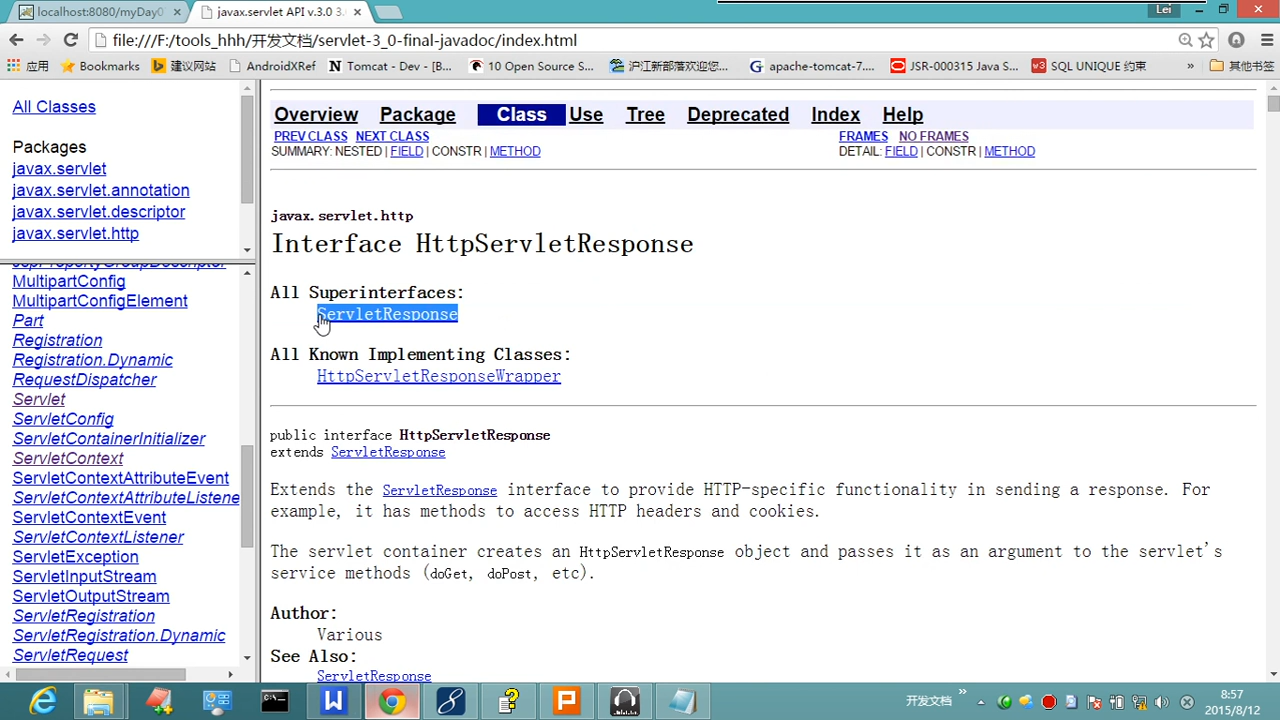 localhost:8080/myDay0
javax.servlet API v.3.0 3.
Lei
file:///F:/tools_hhh/开发文档/servlet-3_0-final-javadoc/index.html
应用
Bookmarks
建议网站
AndroidXRef
Tomcat - Dev - [B...
10 Open Source S...
沪江新部落欢迎您...
apache-tomcat-7....
JSR-000315 Java S...
SQL UNIQUE 约束
»
其他书签
All Classes
Packages
javax.servlet
javax.servlet.annotation
javax.servlet.descriptor
javax.servlet.http
JspPropertyGroupDescriptor
MultipartConfig
MultipartConfigElement
Part
Registration
Registration.Dynamic
RequestDispatcher
Servlet
ServletConfig
ServletContainerInitializer
ServletContext
ServletContextAttributeEvent
ServletContextAttributeListene
ServletContextEvent
ServletContextListener
ServletException
ServletInputStream
ServletOutputStream
ServletRegistration
ServletRegistration.Dynamic
ServletRequest
Overview Package Class Use Tree Deprecated Index Help
PREV CLASS NEXT CLASS
FRAMES NO FRAMES
SUMMARY: NESTED | FIELD | CONSTR | METHOD
DETAIL: FIELD | CONSTR | METHOD
javax.servlet.http
Interface HttpServletResponse
All Superinterfaces:
ServletResponse
All Known Implementing Classes:
HttpServletResponseWrapper
public interface HttpServletResponse
extends ServletResponse
Extends the ServletResponse interface to provide HTTP-specific functionality in sending a response. For
example, it has methods to access HTTP headers and cookies.
The servlet container creates an HttpServletResponse object and passes it as an argument to the servlet's
service methods (doGet, doPost, etc).
Author:
Various
See Also:
ServletResponse
开发文档
»
8:57
2015/8/12